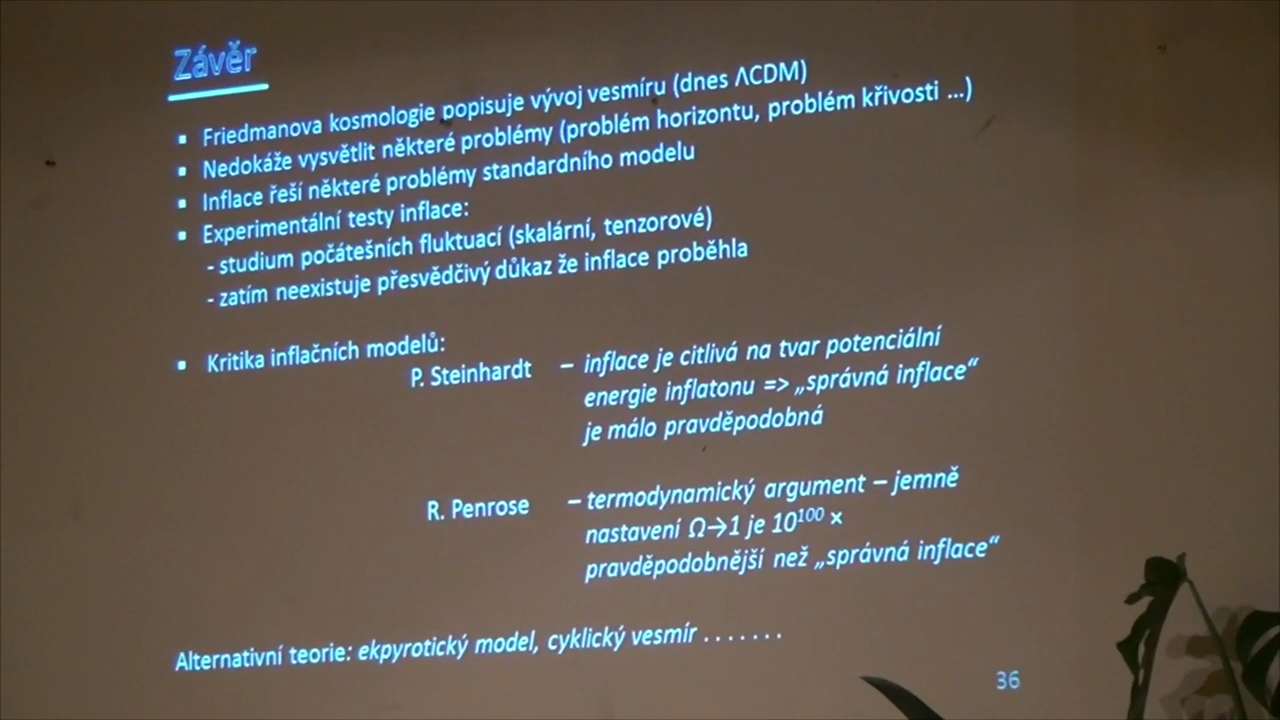 Závěr
▪ Friedmanova kosmologie popisuje vývoj vesmíru (dnes ΛCDM)
▪ Nedokáže vysvětlit některé problémy (problém horizontu, problém křivosti ...)
▪ Inflace řeší některé problémy standardního modelu
▪ Experimentální testy inflace:
- studium počátešních fluktuací (skalární, tenzorové)
- zatím neexistuje přesvědčivý důkaz že inflace proběhla
▪ Kritika inflačních modelů:
P. Steinhardt – inflace je citlivá na tvar potenciální
energie inflatonu => „správná inflace“
je málo pravděpodobná
R. Penrose – termodynamický argument – jemně
nastavení Ω→1 je 10¹⁰⁰ ×
pravděpodobnější než „správná inflace“
Alternativní teorie: ekpyrotický model, cyklický vesmír . . . . . . .
36